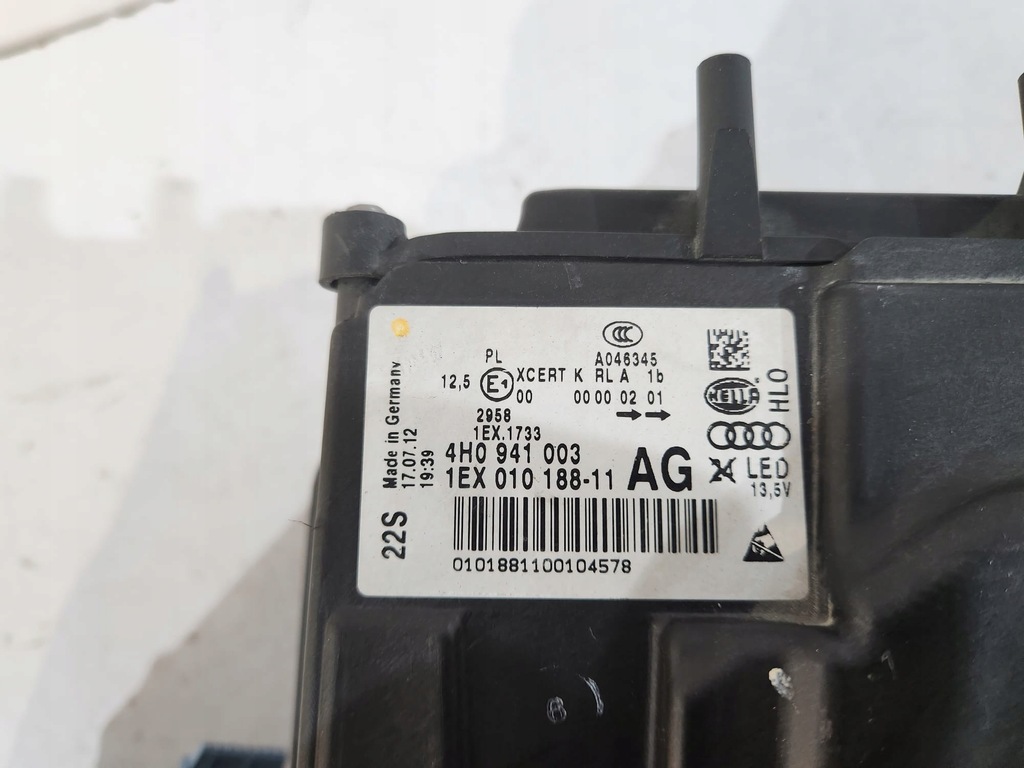 CCC
PL A046345
12,5 E1 XCERT K RL A 1b
00 00 00 02 01
2958
1EX.1733
4H0 941 003
1EX 010 188-11 AG
0101881100104578
Made in Germany
17.07.12
19:39
22S
HELLA
HLO
LED
13,5V